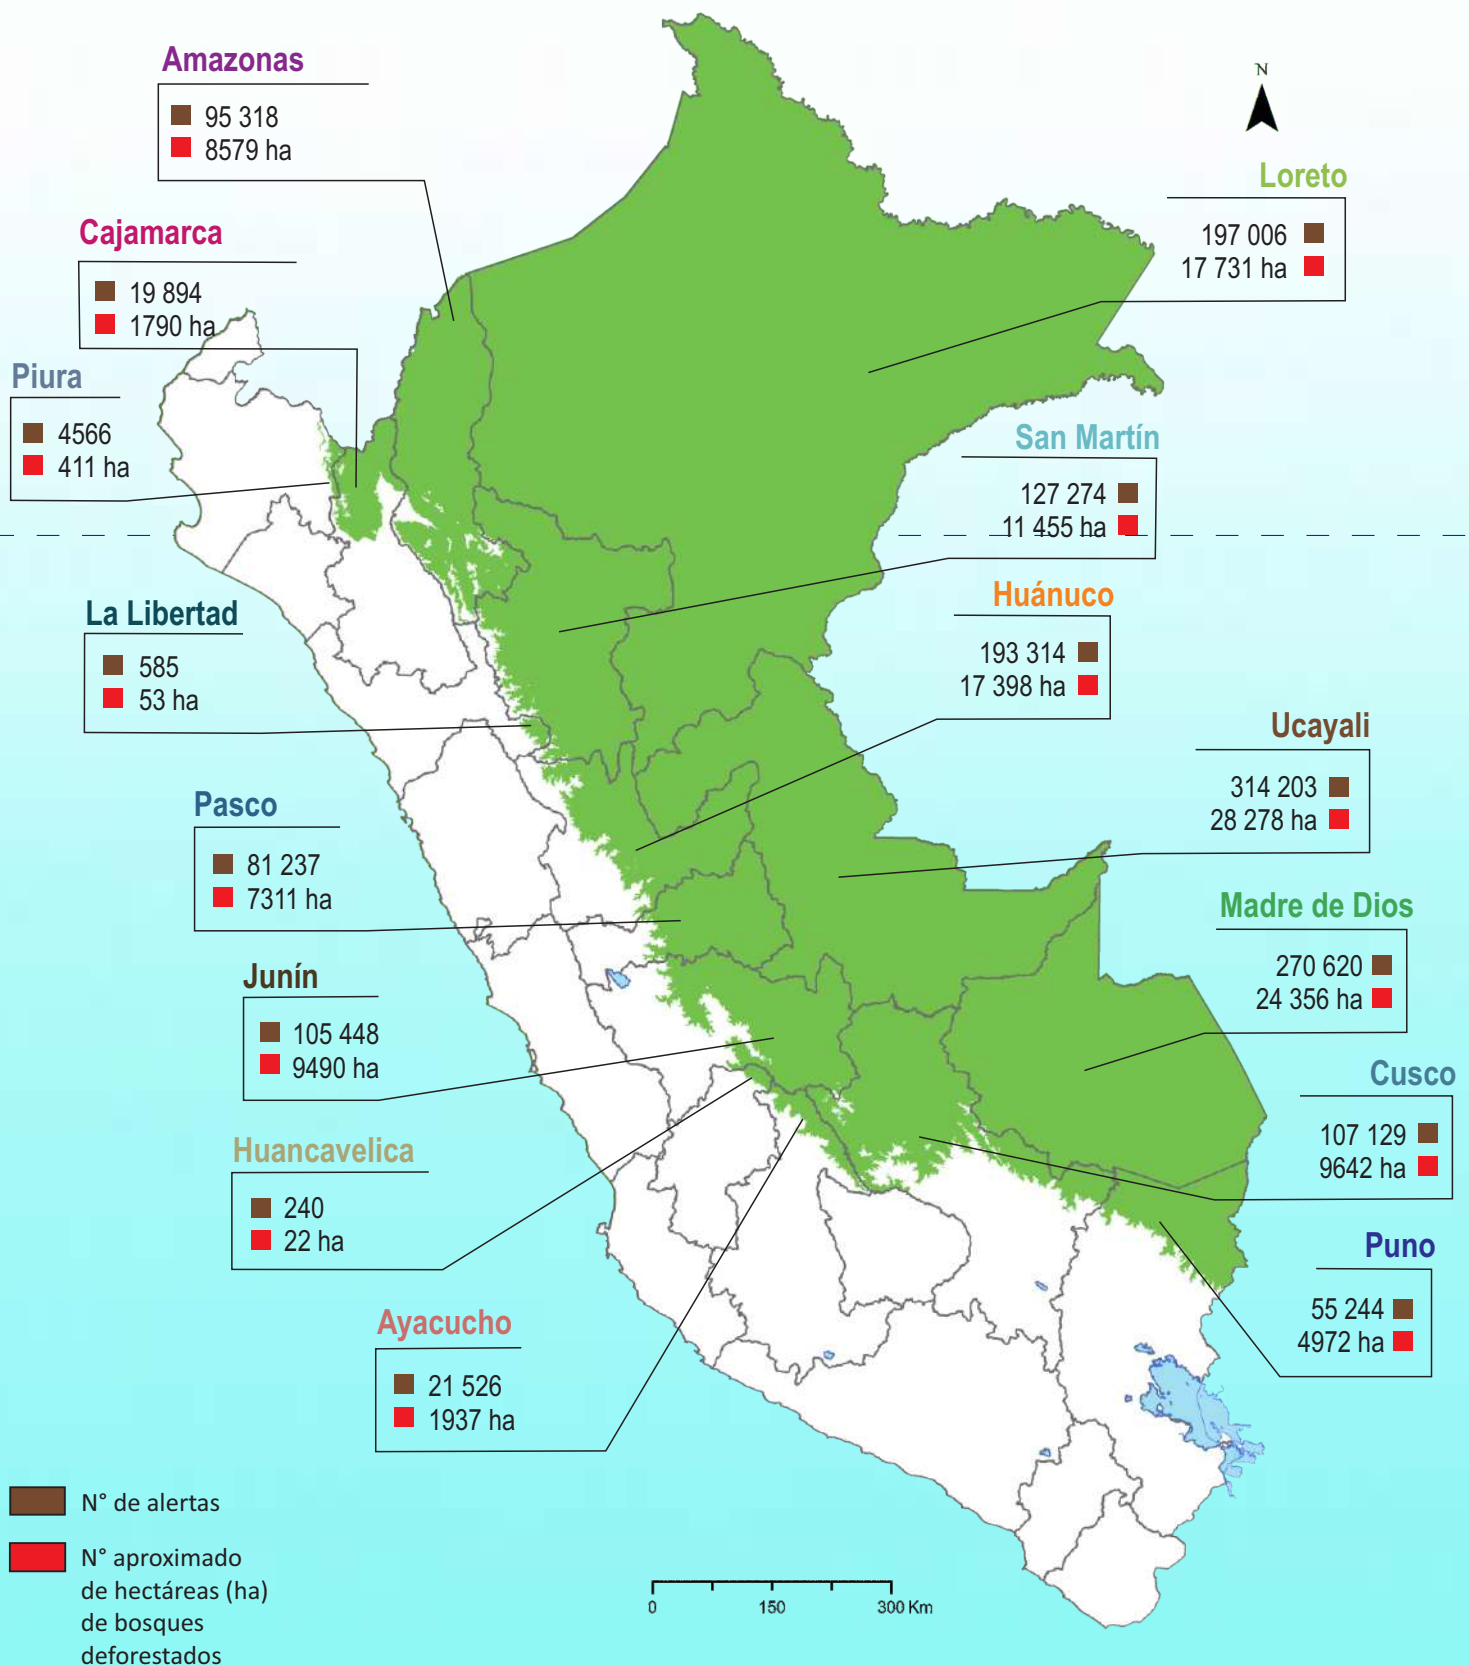 Amazonas
95 318
8579 ha
N
Loreto
197 006
17 731 ha
Cajamarca
19 894
1790 ha
Piura
4566
411 ha
San Martín
127 274
11 455 ha
La Libertad
585
53 ha
Huánuco
193 314
17 398 ha
Ucayali
314 203
28 278 ha
Pasco
81 237
7311 ha
Madre de Dios
270 620
24 356 ha
Junín
105 448
9490 ha
Cusco
107 129
9642 ha
Huancavelica
240
22 ha
Puno
55 244
4972 ha
Ayacucho
21 526
1937 ha
N° de alertas
N° aproximado
de hectáreas (ha)
de bosques
deforestados
0 150 300 Km